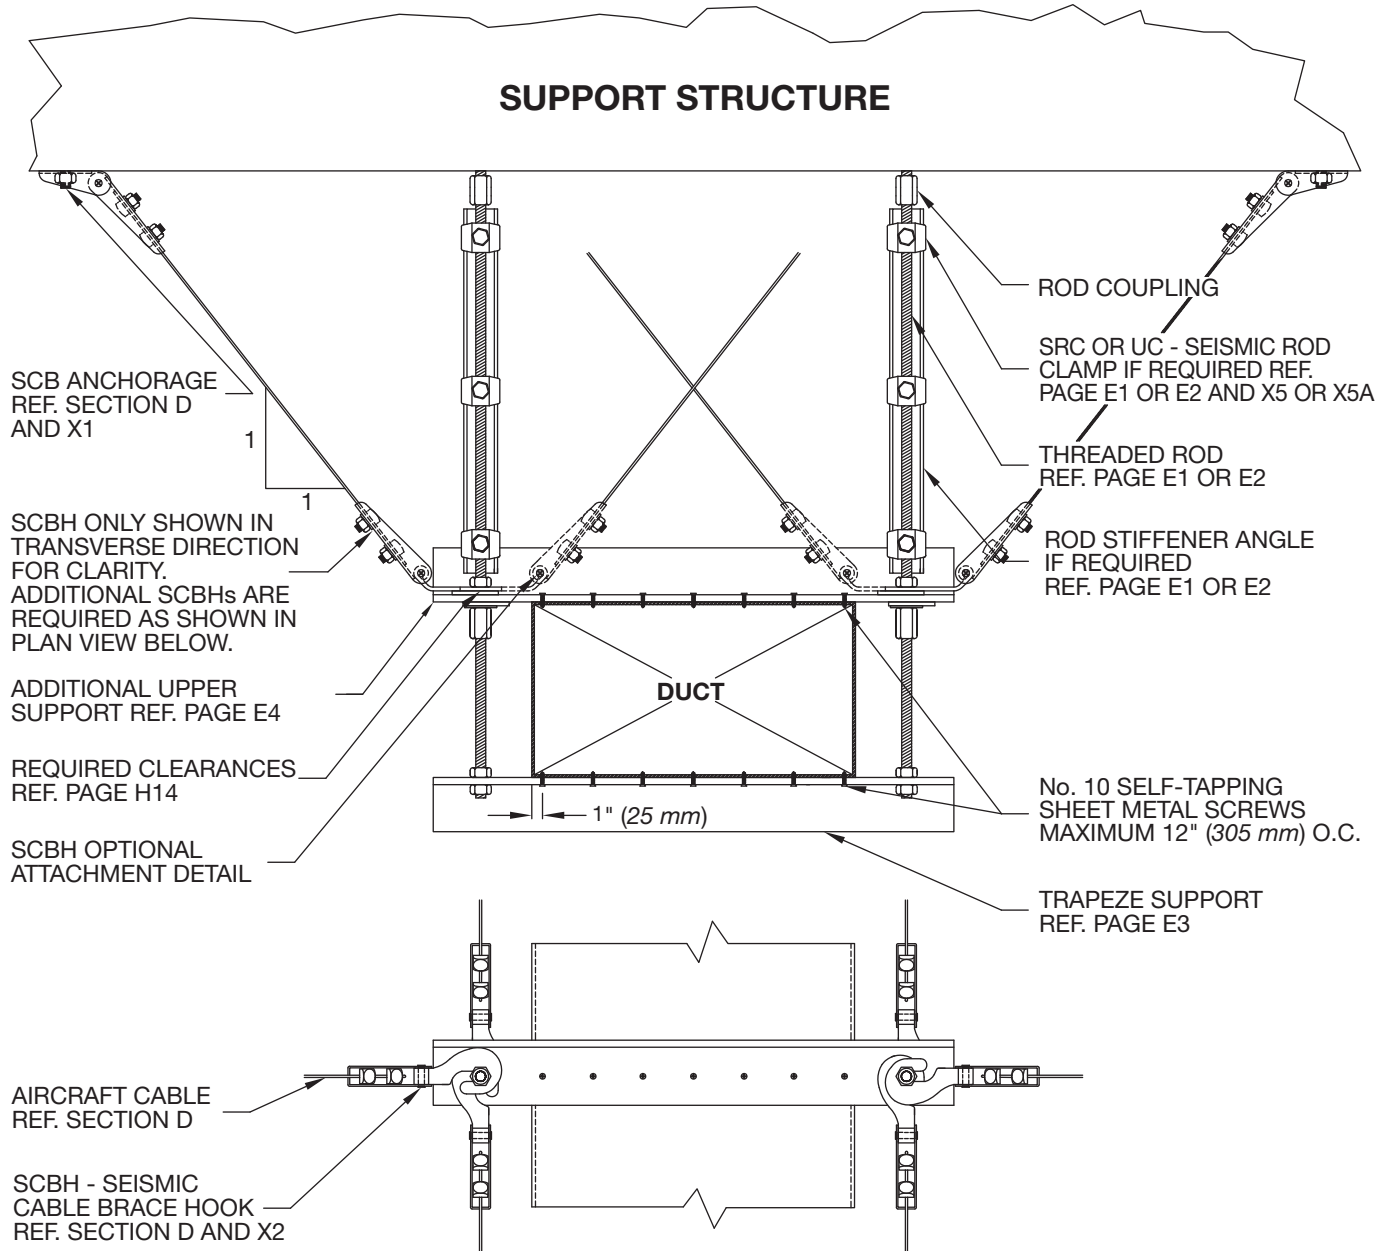 SUPPORT STRUCTURE
SCB ANCHORAGE
REF. SECTION D
AND X1
1
1
SCBH ONLY SHOWN IN
TRANSVERSE DIRECTION
FOR CLARITY.
ADDITIONAL SCBHs ARE
REQUIRED AS SHOWN IN
PLAN VIEW BELOW.
ADDITIONAL UPPER
SUPPORT REF. PAGE E4
REQUIRED CLEARANCES
REF. PAGE H14
SCBH OPTIONAL
ATTACHMENT DETAIL
ROD COUPLING
SRC OR UC - SEISMIC ROD
CLAMP IF REQUIRED REF.
PAGE E1 OR E2 AND X5 OR X5A
THREADED ROD
REF. PAGE E1 OR E2
ROD STIFFENER ANGLE
IF REQUIRED
REF. PAGE E1 OR E2
DUCT
1" (25 mm)
No. 10 SELF-TAPPING
SHEET METAL SCREWS
MAXIMUM 12" (305 mm) O.C.
TRAPEZE SUPPORT
REF. PAGE E3
AIRCRAFT CABLE
REF. SECTION D
SCBH - SEISMIC
CABLE BRACE HOOK
REF. SECTION D AND X2